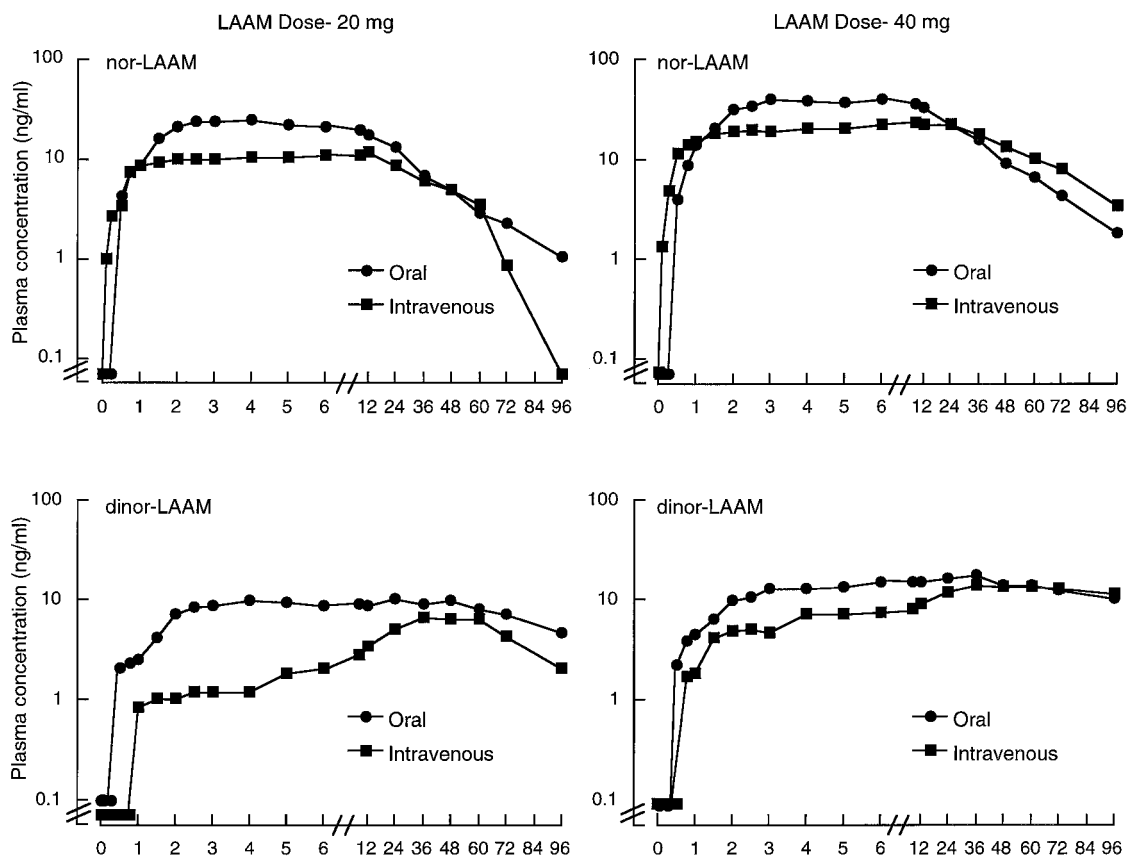 LAAM Dose- 20 mg
LAAM Dose- 40 mg
nor-LAAM
Plasma concentration (ng/ml)
100
10
1
0.1
Oral
Intravenous
0 1 2 3 4 5 6 12 24 36 48 60 72 84 96
nor-LAAM
100
10
1
0.1
Oral
Intravenous
0 1 2 3 4 5 6 12 24 36 48 60 72 84 96
dinor-LAAM
Plasma concentration (ng/ml)
100
10
1
0.1
Oral
Intravenous
0 1 2 3 4 5 6 12 24 36 48 60 72 84 96
dinor-LAAM
100
10
1
0.1
Oral
Intravenous
0 1 2 3 4 5 6 12 24 36 48 60 72 84 96